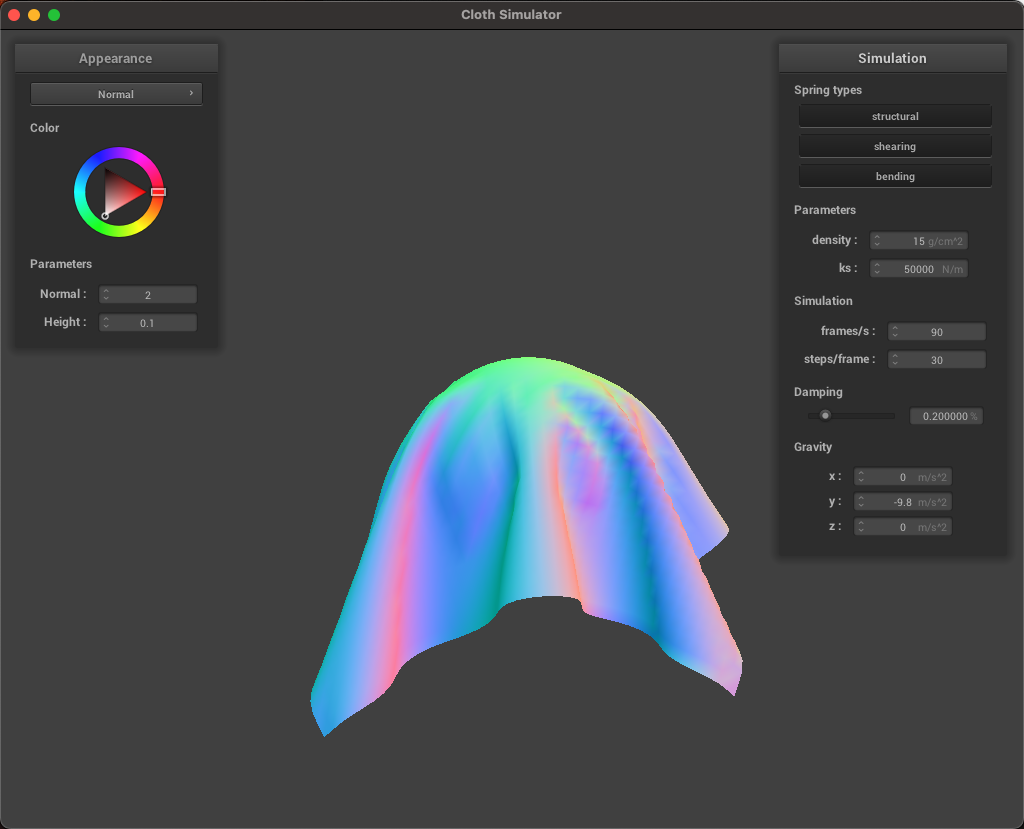 Cloth Simulator
Appearance
Normal
Color
Parameters
Normal : 2
Height : 0.1
Simulation
Spring types
structural
shearing
bending
Parameters
density : 15 g/cm^2
ks : 50000 N/m
Simulation
frames/s : 90
steps/frame : 30
Damping
0.200000 %
Gravity
x : 0 m/s^2
y : -9.8 m/s^2
z : 0 m/s^2